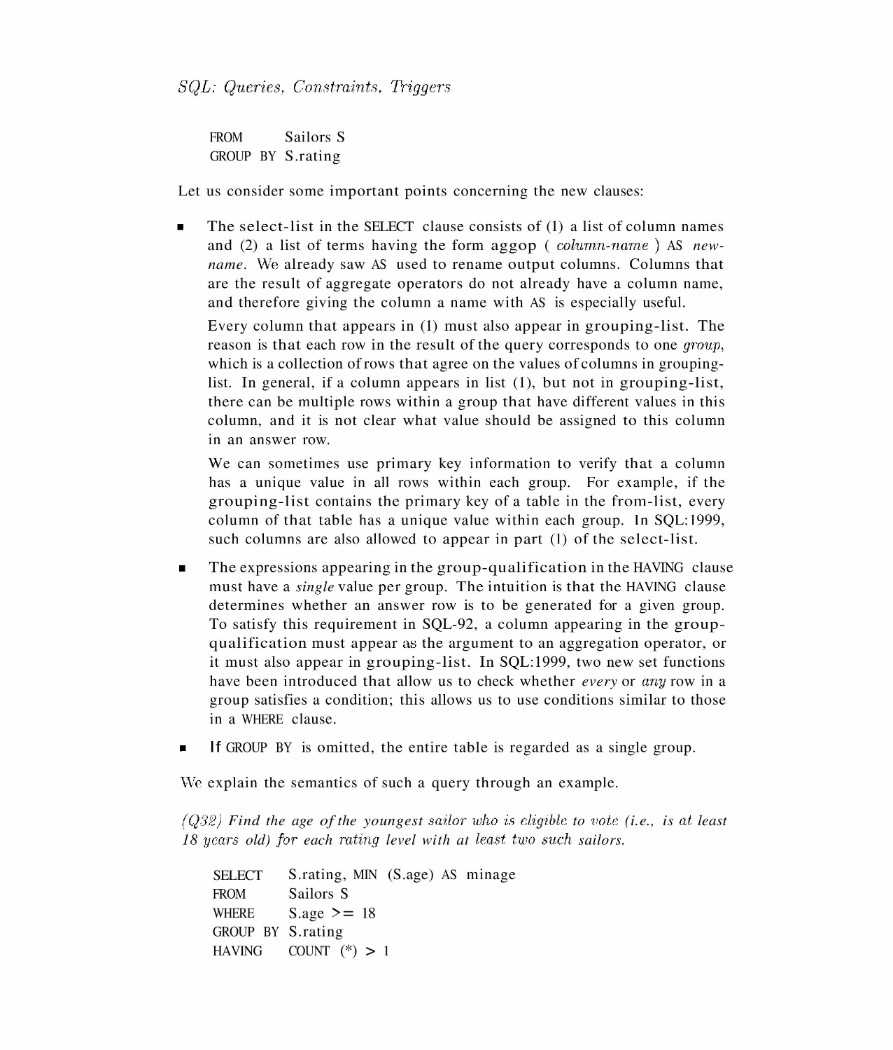 SQL: Queries, Constraints, Triggers
FROM Sailors S
GROUP BY S.rating
Let us consider some important points concerning the new clauses:
■ The select-list in the SELECT clause consists of (1) a list of column names
and (2) a list of terms having the form aggop ( column-name ) AS new-
name. We already saw AS used to rename output columns. Columns that
are the result of aggregate operators do not already have a column name,
and therefore giving the column a name with AS is especially useful.
Every column that appears in (1) must also appear in grouping-list. The
reason is that each row in the result of the query corresponds to one group,
which is a collection of rows that agree on the values of columns in grouping-
list. In general, if a column appears in list (1), but not in grouping-list,
there can be multiple rows within a group that have different values in this
column, and it is not clear what value should be assigned to this column
in an answer row.
We can sometimes use primary key information to verify that a column
has a unique value in all rows within each group. For example, if the
grouping-list contains the primary key of a table in the from-list, every
column of that table has a unique value within each group. In SQL:1999,
such columns are also allowed to appear in part (1) of the select-list.
■ The expressions appearing in the group-qualification in the HAVING clause
must have a single value per group. The intuition is that the HAVING clause
determines whether an answer row is to be generated for a given group.
To satisfy this requirement in SQL-92, a column appearing in the group-
qualification must appear as the argument to an aggregation operator, or
it must also appear in grouping-list. In SQL:1999, two new set functions
have been introduced that allow us to check whether every or any row in a
group satisfies a condition; this allows us to use conditions similar to those
in a WHERE clause.
■ If GROUP BY is omitted, the entire table is regarded as a single group.
We explain the semantics of such a query through an example.
(Q32) Find the age of the youngest sailor who is eligible to vote (i.e., is at least
18 years old) for each rating level with at least two such sailors.
SELECT S.rating, MIN (S.age) AS minage
FROM Sailors S
WHERE S.age >= 18
GROUP BY S.rating
HAVING COUNT (*) > 1